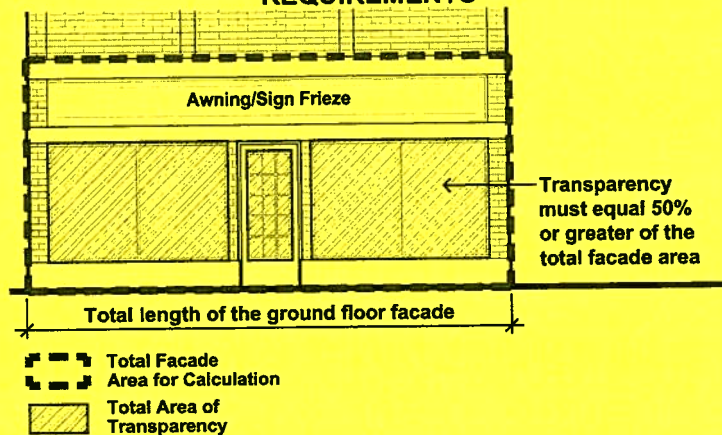 REQUIREMENTS
Awning/Sign Frieze
Transparency
must equal 50%
or greater of the
total facade area
Total length of the ground floor facade
Total Facade
Area for Calculation
Total Area of
Transparency